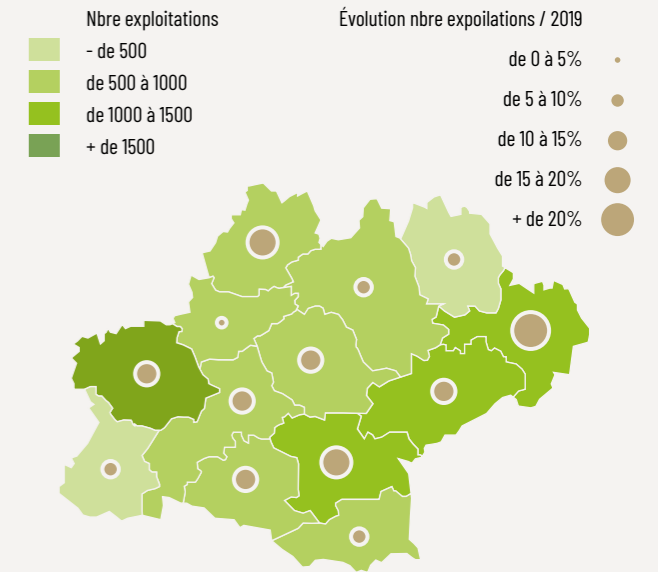 Nbre exploitations
- de 500
de 500 à 1000
de 1000 à 1500
+ de 1500
Évolution nbre expoilations / 2019
de 0 à 5%
de 5 à 10%
de 10 à 15%
de 15 à 20%
+ de 20%